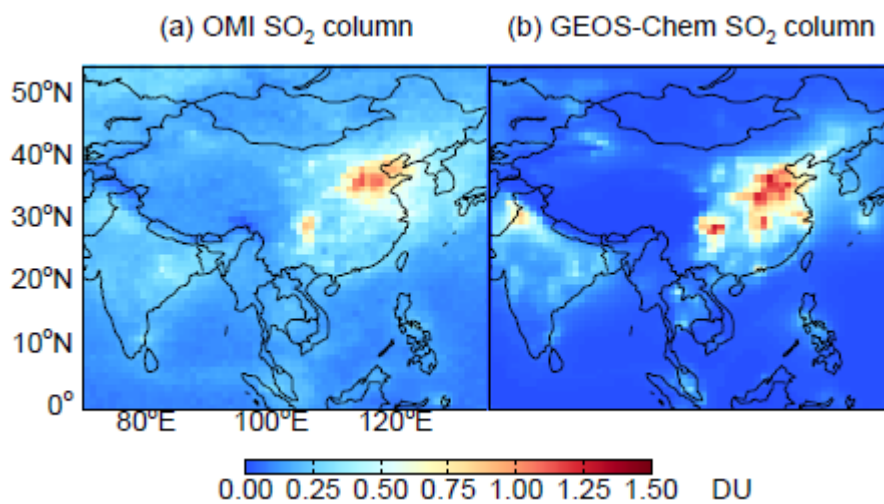 (a) OMI SO₂ column (b) GEOS-Chem SO₂ column
50°N
40°N
30°N
20°N
10°N
0°
80°E 100°E 120°E
0.00 0.25 0.50 0.75 1.00 1.25 1.50 DU